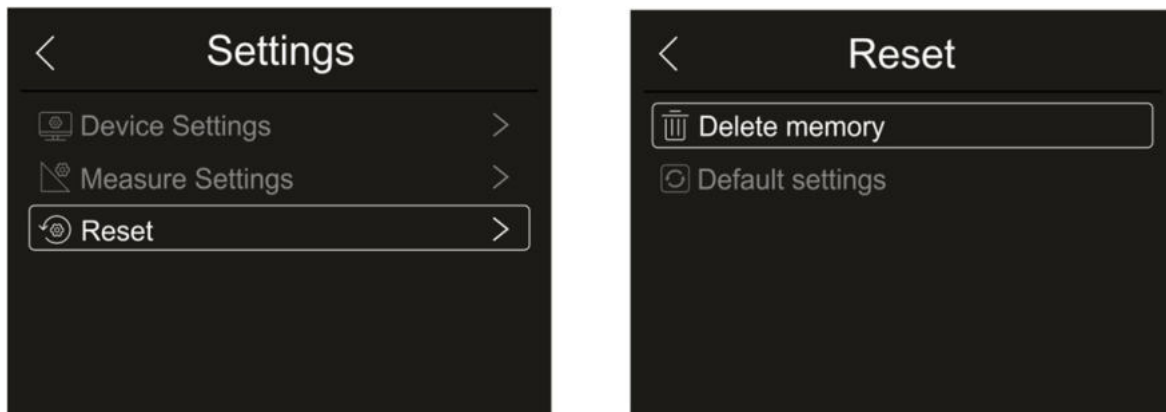 Settings
Device Settings
Measure Settings
Reset
Reset
Delete memory
Default settings